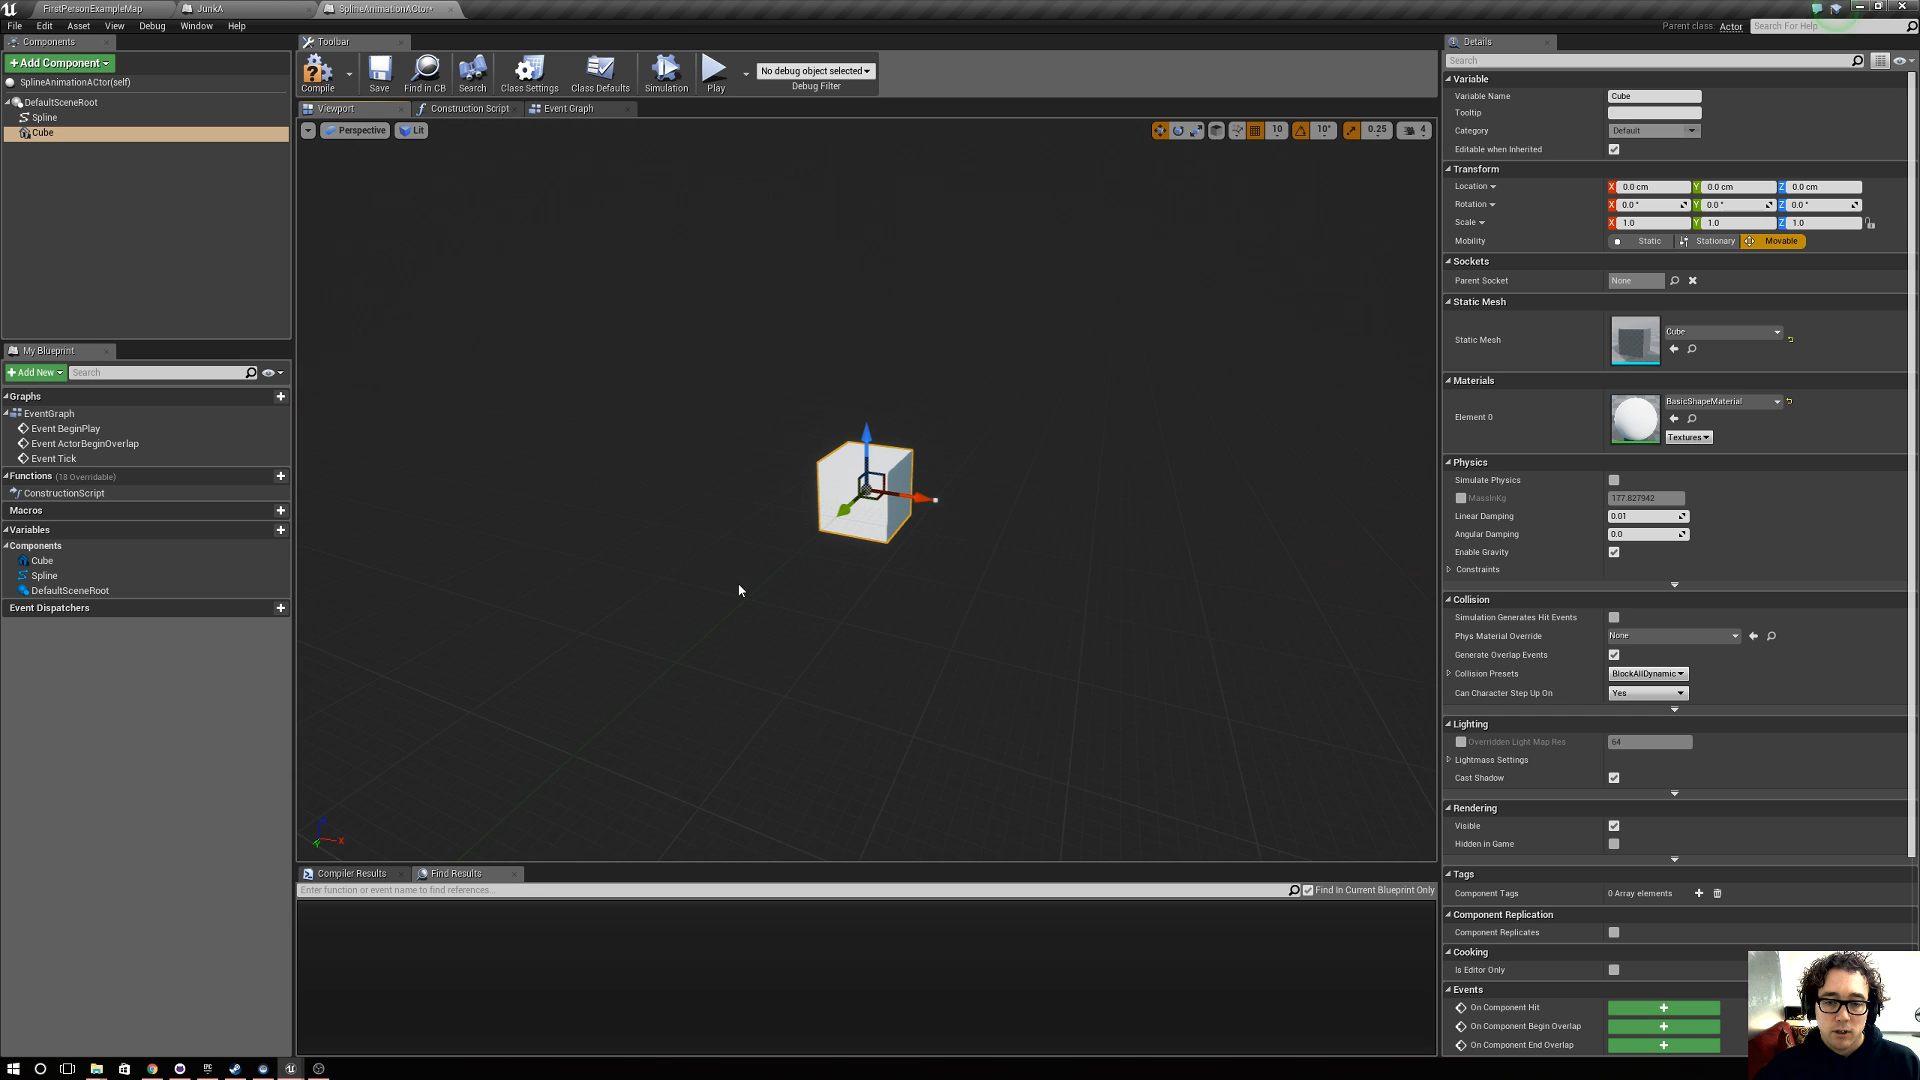 FirstPersonExampleMap
JunkA
SplineAnimationACtor*
File Edit Asset View Debug Window Help
Parent class: Actor
Search For Help
Components
+Add Component
SplineAnimationACtor(self)
DefaultSceneRoot
Spline
Cube
My Blueprint
+Add New
Search
Graphs
EventGraph
Event BeginPlay
Event ActorBeginOverlap
Event Tick
Functions (18 Overridable)
ConstructionScript
Macros
Variables
Components
Cube
Spline
DefaultSceneRoot
Event Dispatchers
Toolbar
Compile
Save
Find in CB
Search
Class Settings
Class Defaults
Simulation
Play
No debug object selected
Debug Filter
Viewport
Construction Script
Event Graph
Perspective
Lit
10
10°
0.25
4
X
Compiler Results
Find Results
Enter function or event name to find references...
Find In Current Blueprint Only
Details
Search
Variable
Variable Name Cube
Tooltip
Category Default
Editable when Inherited
Transform
Location X 0.0 cm Y 0.0 cm Z 0.0 cm
Rotation X 0.0 ° Y 0.0 ° Z 0.0 °
Scale X 1.0 Y 1.0 Z 1.0
Mobility Static Stationary Movable
Sockets
Parent Socket None
Static Mesh
Static Mesh Cube
Materials
Element 0 BasicShapeMaterial
Textures
Physics
Simulate Physics
MassInKg 177.827942
Linear Damping 0.01
Angular Damping 0.0
Enable Gravity
Constraints
Collision
Simulation Generates Hit Events
Phys Material Override None
Generate Overlap Events
Collision Presets BlockAllDynamic
Can Character Step Up On Yes
Lighting
Overridden Light Map Res 64
Lightmass Settings
Cast Shadow
Rendering
Visible
Hidden in Game
Tags
Component Tags 0 Array elements
Component Replication
Component Replicates
Cooking
Is Editor Only
Events
On Component Hit
On Component Begin Overlap
On Component End Overlap